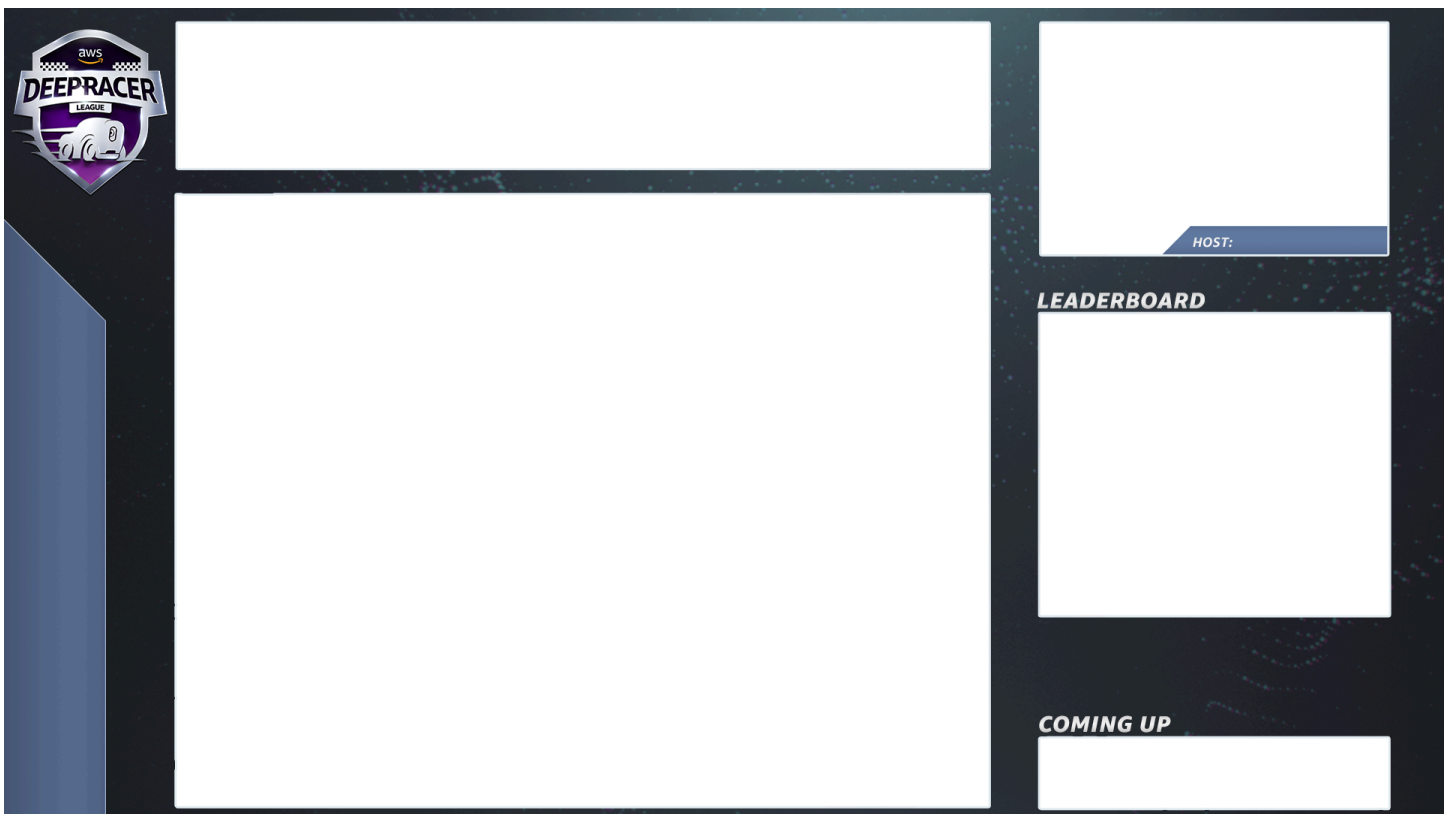 aws
DEEPRACER
LEAGUE
HOST:
LEADERBOARD
COMING UP